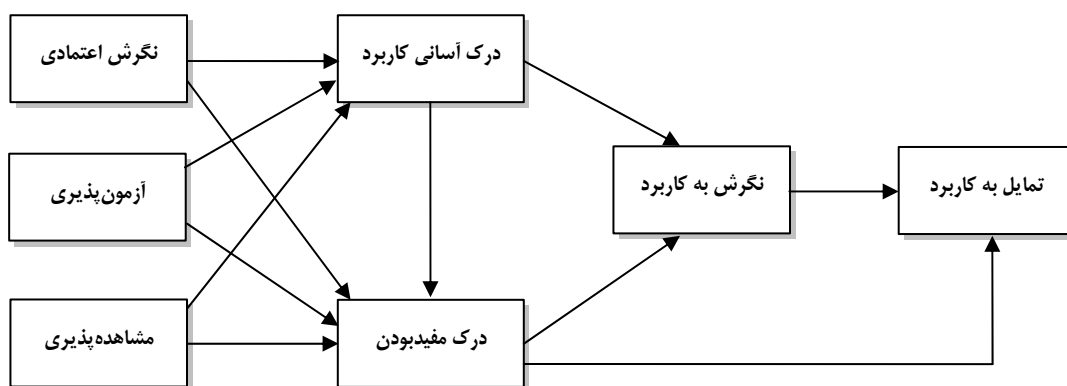 نگرش اعتمادی
درک آسانی کاربرد
آزمون‌پذیری
نگرش به کاربرد
تمایل به کاربرد
مشاهده‌پذیری
درک مفیدبودن